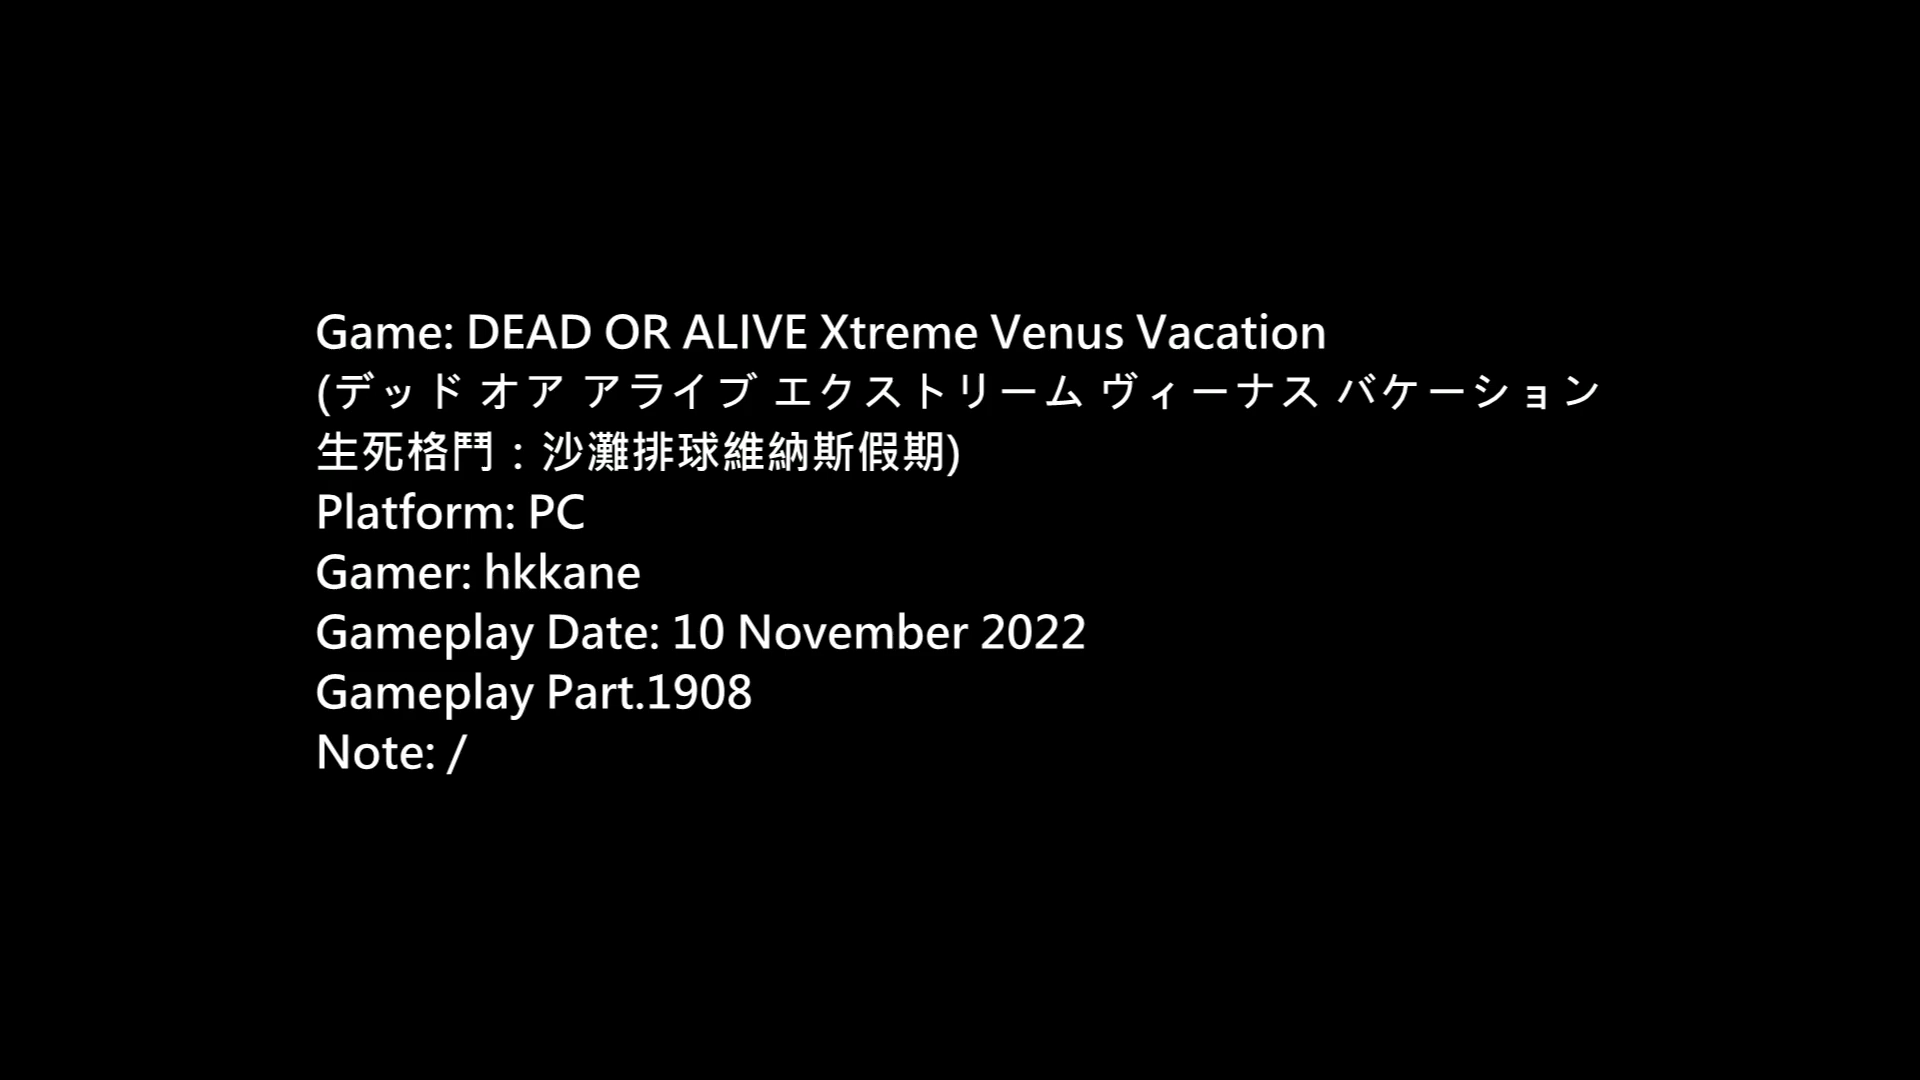 Game: DEAD OR ALIVE Xtreme Venus Vacation
(デッド オア アライブ エクストリーム ヴィーナス バケーション
生死格鬥：沙灘排球維納斯假期)
Platform: PC
Gamer: hkkane
Gameplay Date: 10 November 2022
Gameplay Part.1908
Note: /